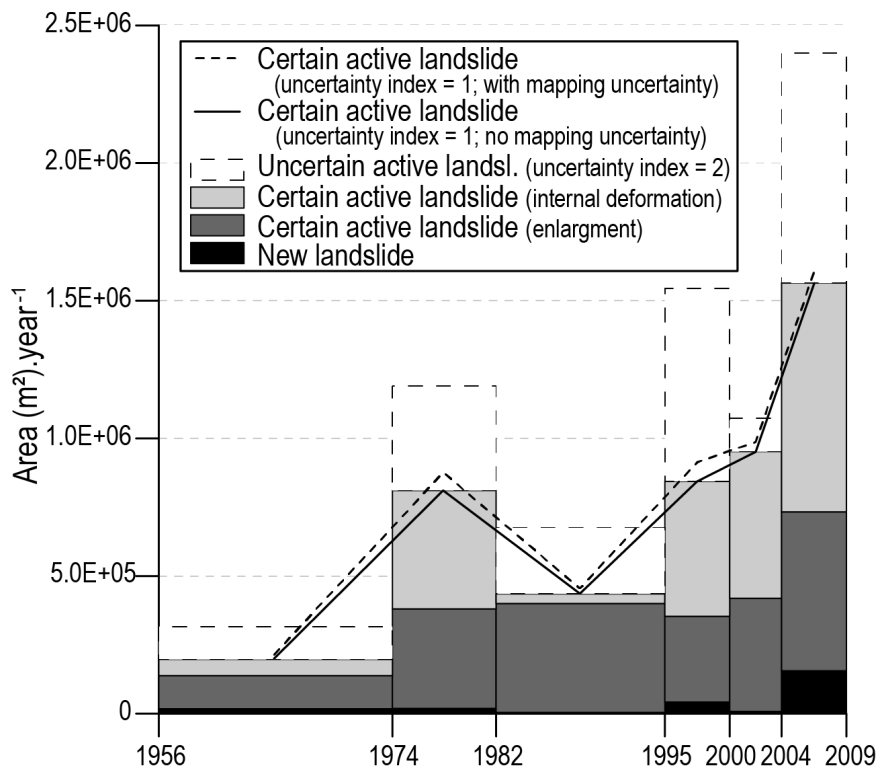 2.5E+06
Certain active landslide
(uncertainty index = 1; with mapping uncertainty)
Certain active landslide
(uncertainty index = 1; no mapping uncertainty)
Uncertain active landsl. (uncertainty index = 2)
Certain active landslide (internal deformation)
Certain active landslide (enlargment)
New landslide
2.0E+06
1.5E+06
1.0E+06
5.0E+05
0
Area (m²).year⁻¹
1956 1974 1982 1995 2000 2004 2009